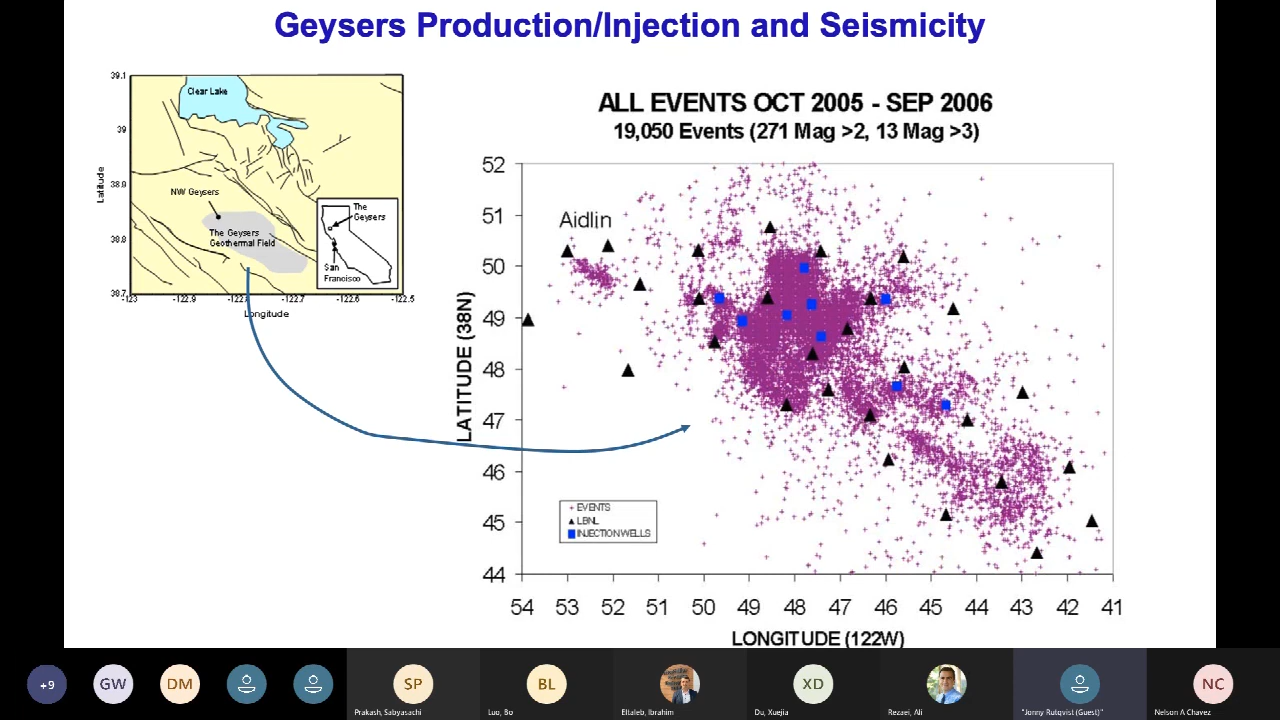 Geysers Production/Injection and Seismicity
39.1
39
38.9
38.8
38.7
Latitude
Clear Lake
NW Geysers
The Geysers
Geothermal Field
The
Geysers
San
Francisco
-123
-122.9
-122.8
-122.7
-122.6
-122.5
Longitude
ALL EVENTS OCT 2005 - SEP 2006
19,050 Events (271 Mag >2, 13 Mag >3)
52
51
50
49
48
47
46
45
44
LATITUDE (38N)
Aidlin
EVENTS
LBNL
INJECTION WELLS
54 53 52 51 50 49 48 47 46 45 44 43 42 41
LONGITUDE (122W)
+9
GW
DM
SP
Prakash, Sabyasachi
BL
Luo, Bo
Eltaleb, Ibrahim
XD
Du, Xuejia
Rezaei, Ali
"Jonny Rutqvist (Guest)"
NC
Nelson A Chavez